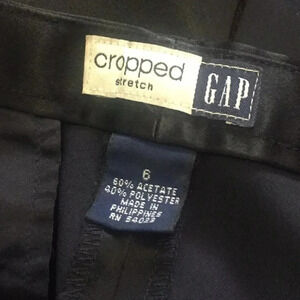 cropped
stretch
GAP
6
60% ACETATE
40% POLYESTER
MADE IN
PHILIPPINES
RN 54023